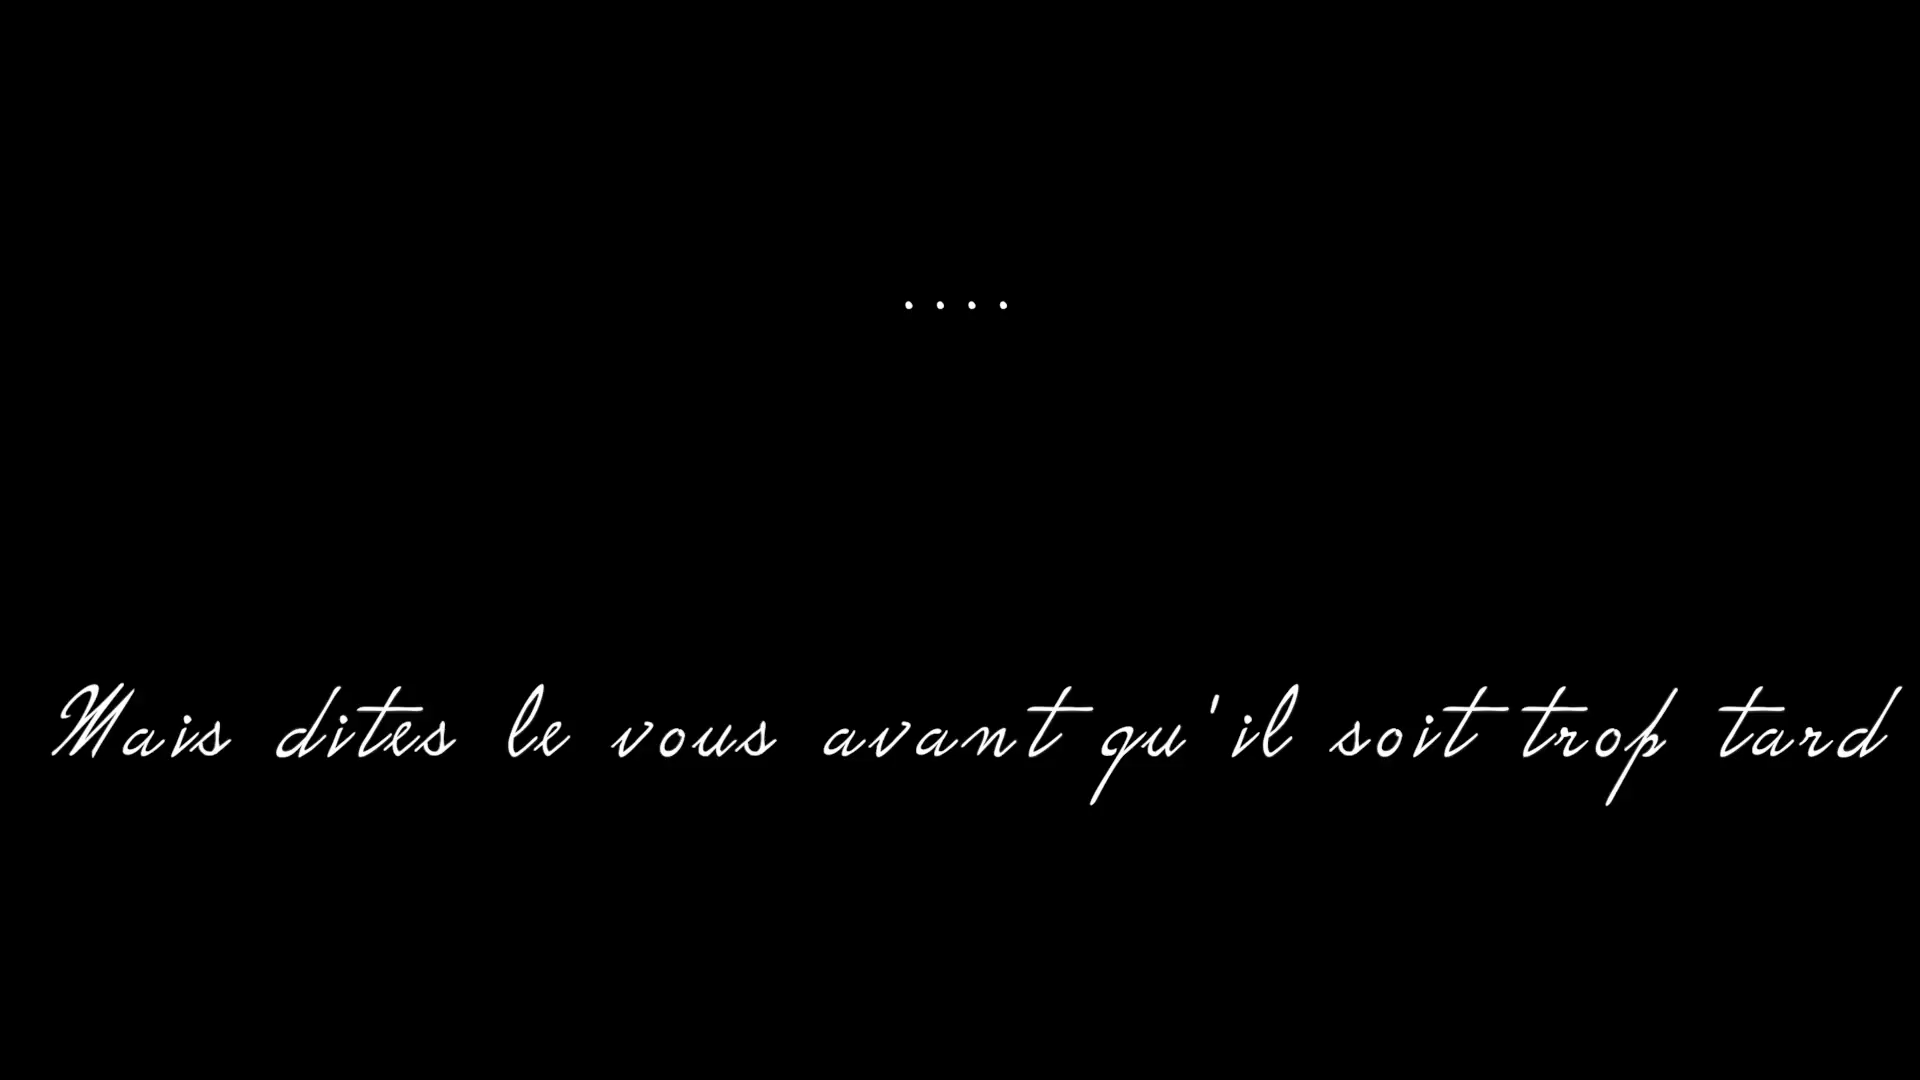 ....
Mais dites le vous avant qu'il soit trop tard